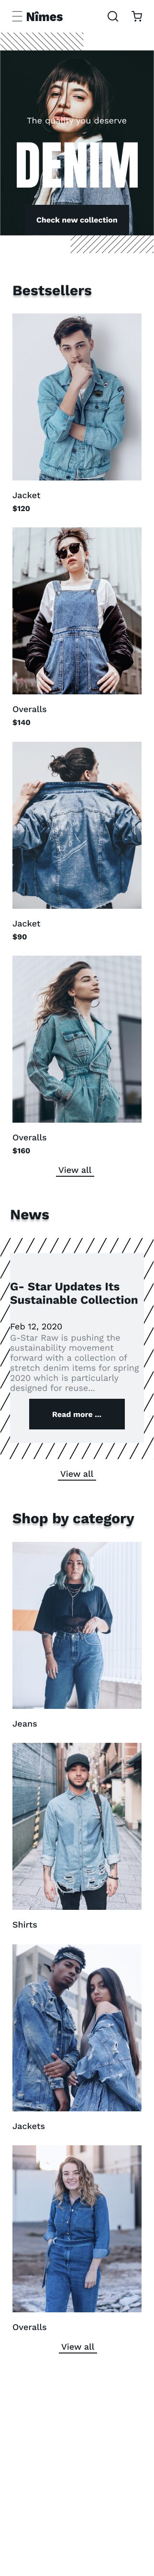 Nîmes
The quality you deserve
DENIM
Check new collection
Bestsellers
Jacket
$120
Overalls
$140
Jacket
$90
Overalls
$160
View all
News
G- Star Updates Its
Sustainable Collection
Feb 12, 2020
G-Star Raw is pushing the
sustainability movement
forward with a collection of
stretch denim items for spring
2020 which is particularly
designed for reuse...
Read more ...
View all
Shop by category
Jeans
Shirts
Jackets
Overalls
View all